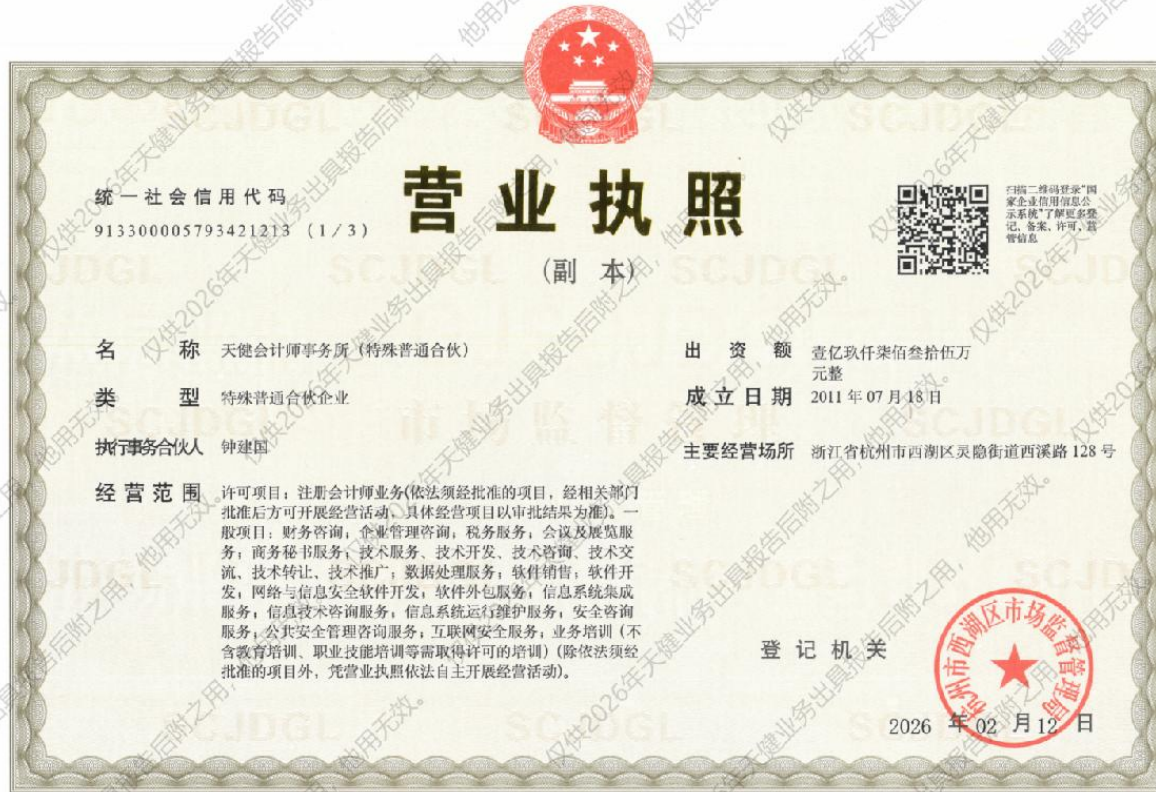 统一社会信用代码
913300005793421213 (1/3)
营业执照
(副 本)
扫描二维码登录“国
家企业信用信息公
示系统”了解更多登
记、备案、许可、监
管信息
名 称 天健会计师事务所（特殊普通合伙）
类 型 特殊普通合伙企业
执行事务合伙人 钟建国
经营范围 许可项目：注册会计师业务(依法须经批准的项目，经相关部门
批准后方可开展经营活动，具体经营项目以审批结果为准)。一
般项目：财务咨询；企业管理咨询；税务服务；会议及展览服
务；商务秘书服务；技术服务、技术开发、技术咨询、技术交
流、技术转让、技术推广；数据处理服务；软件销售；软件开
发；网络与信息安全软件开发；软件外包服务；信息系统集成
服务；信息技术咨询服务；信息系统运行维护服务；安全咨询
服务；公共安全管理咨询服务；互联网安全服务；业务培训（不
含教育培训、职业技能培训等需取得许可的培训）(除依法须经
批准的项目外，凭营业执照依法自主开展经营活动)。
出 资 额 壹亿玖仟柒佰叁拾伍万
元整
成立日期 2011 年 07 月 18 日
主要经营场所 浙江省杭州市西湖区灵隐街道西溪路 128 号
登记机关
杭州市西湖区市场监督管理局
2026 年 02 月 12 日
仅供2026年天健业务出具报告后附之用，他用无效。
SCJDGL
市场监督管理